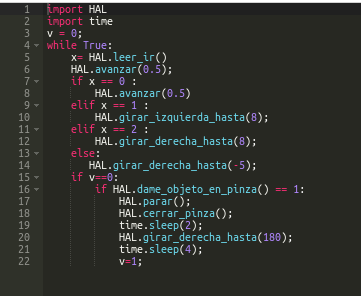 1 import HAL
2 import time
3 v = 0;
4 while True:
5 x= HAL.leer_ir()
6 HAL.avanzar(0.5);
7 if x == 0 :
8 HAL.avanzar(0.5)
9 elif x == 1 :
10 HAL.girar_izquierda_hasta(8);
11 elif x == 2 :
12 HAL.girar_derecha_hasta(8);
13 else:
14 HAL.girar_derecha_hasta(-5);
15 if v==0:
16 if HAL.dame_objeto_en_pinza() == 1:
17 HAL.parar();
18 HAL.cerrar_pinza();
19 time.sleep(2);
20 HAL.girar_derecha_hasta(180);
21 time.sleep(4);
22 v=1;